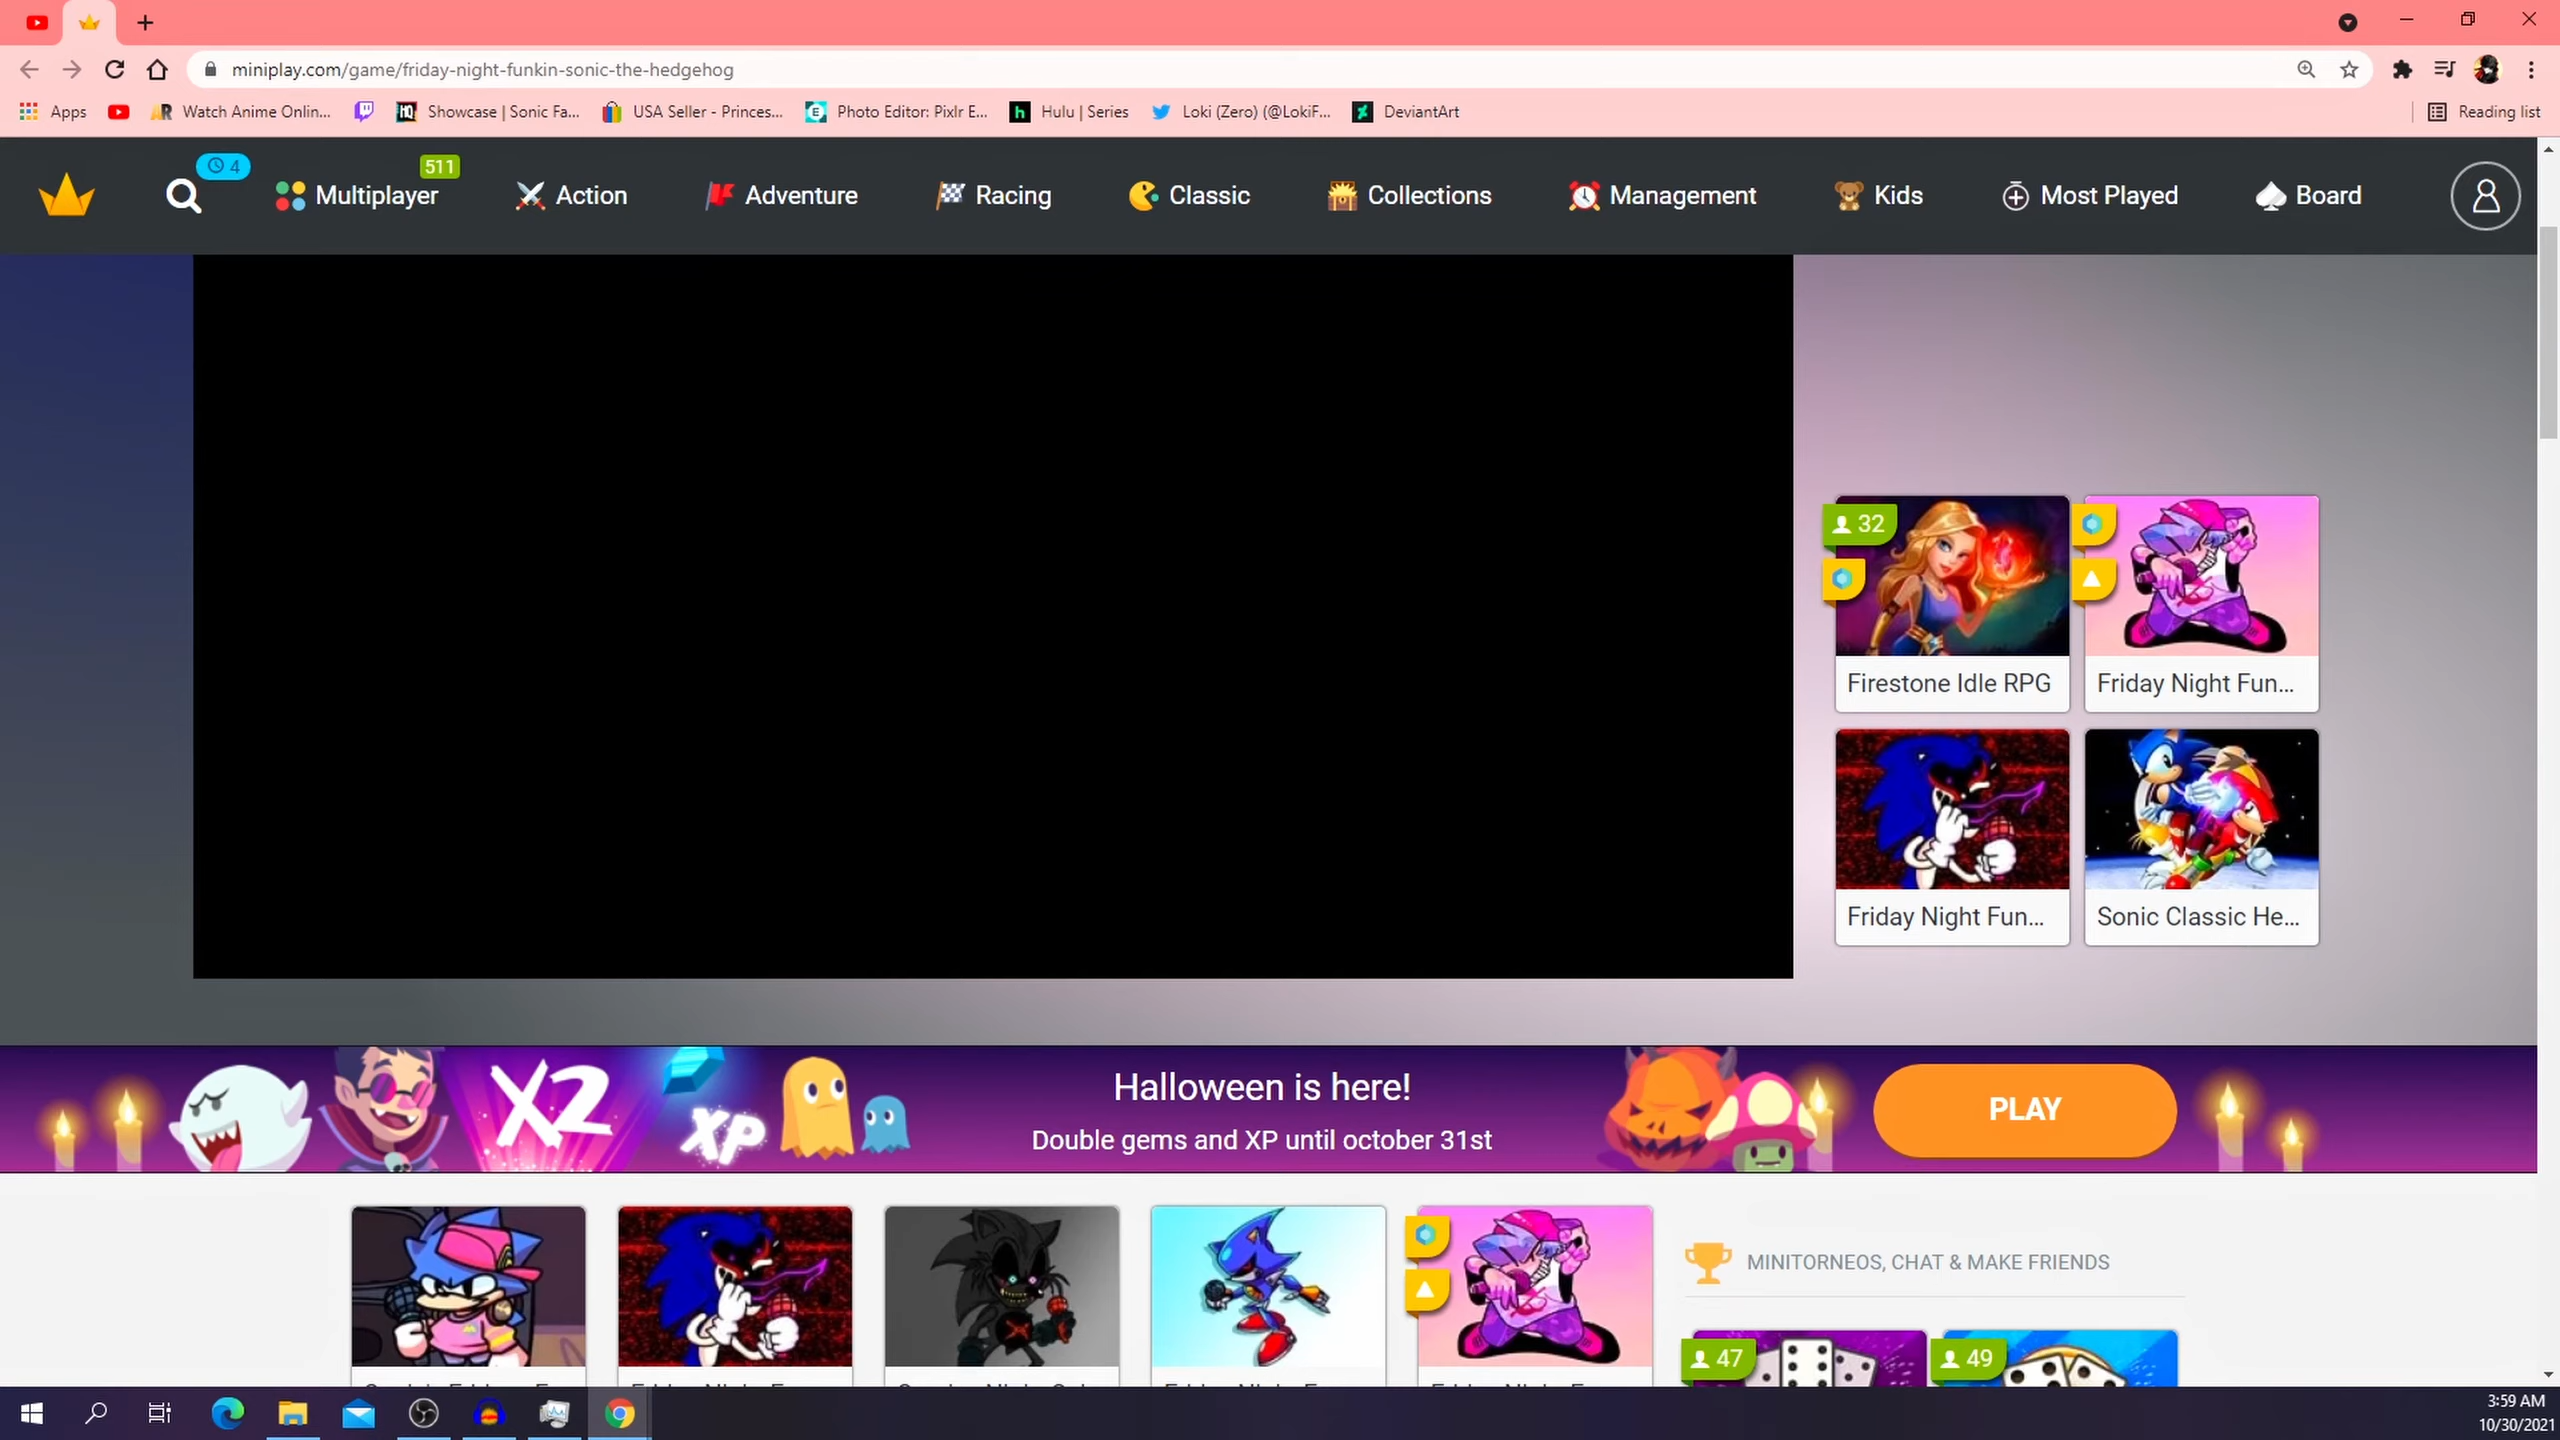 miniplay.com/game/friday-night-funkin-sonic-the-hedgehog
Apps
Watch Anime Onlin...
Showcase | Sonic Fa...
USA Seller - Princes...
Photo Editor: Pixlr E...
Hulu | Series
Loki (Zero) (@LokiF...
DeviantArt
Reading list
4
Multiplayer
511
Action
Adventure
Racing
Classic
Collections
Management
Kids
Most Played
Board
32
Firestone Idle RPG
Friday Night Fun...
Friday Night Fun...
Sonic Classic He...
X2
XP
Halloween is here!
Double gems and XP until october 31st
PLAY
MINITORNEOS, CHAT & MAKE FRIENDS
47
49
3:59 AM
10/30/2021